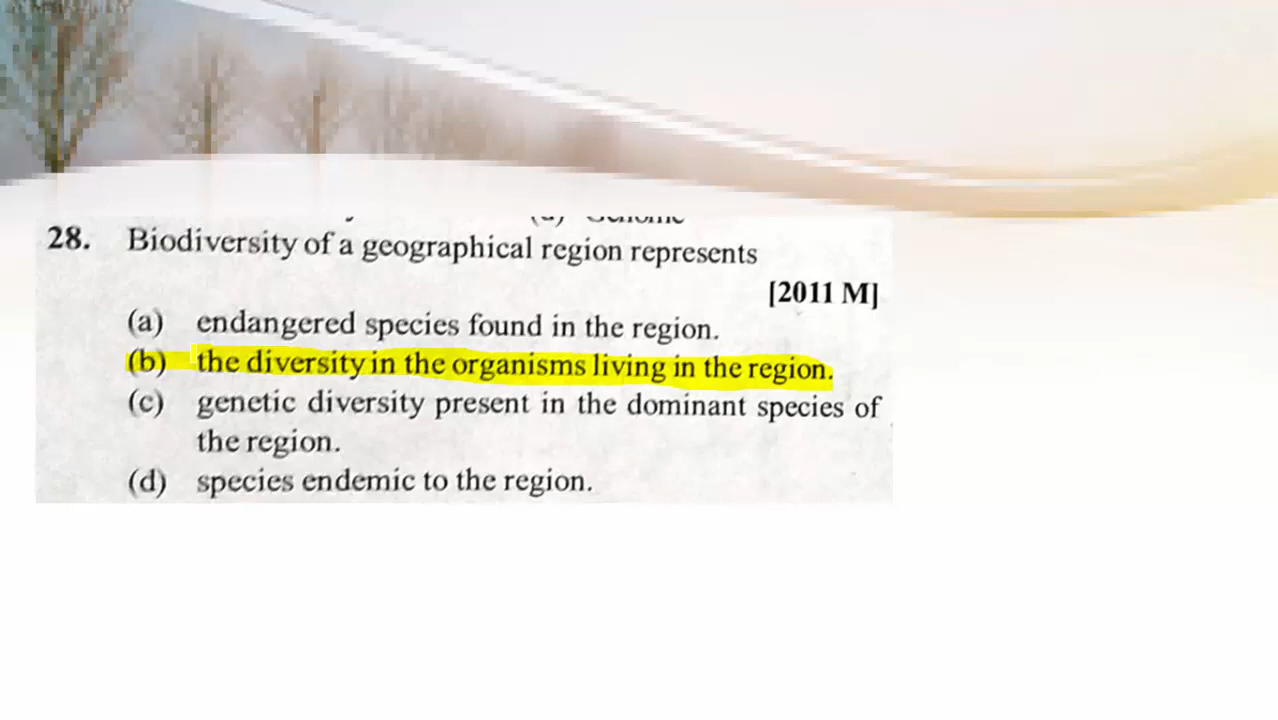 28. Biodiversity of a geographical region represents
[2011 M]
(a) endangered species found in the region.
(b) the diversity in the organisms living in the region.
(c) genetic diversity present in the dominant species of
the region.
(d) species endemic to the region.